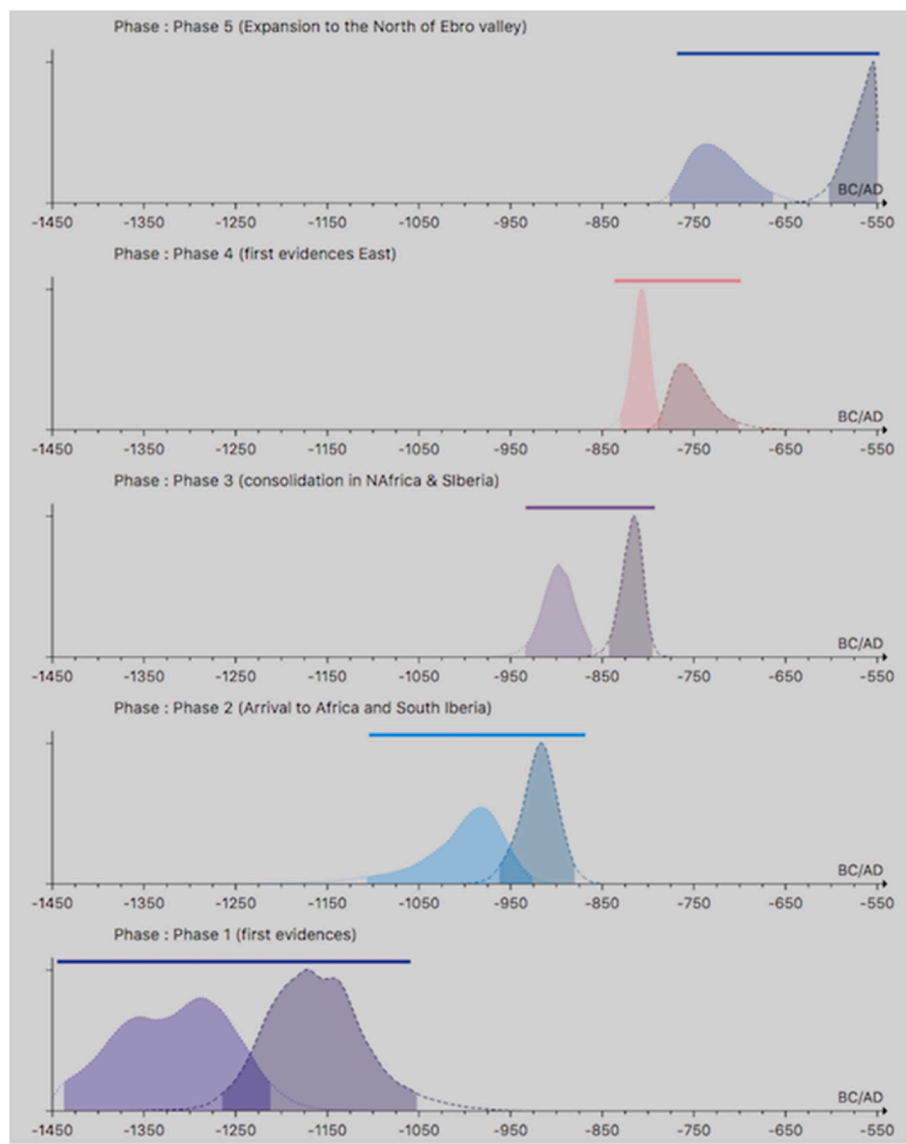 Phase : Phase 5 (Expansion to the North of Ebro valley)
BC/AD
-1450 -1350 -1250 -1150 -1050 -950 -850 -750 -650 -550
Phase : Phase 4 (first evidences East)
BC/AD
-1450 -1350 -1250 -1150 -1050 -950 -850 -750 -650 -550
Phase : Phase 3 (consolidation in NAfrica & SIberia)
BC/AD
-1450 -1350 -1250 -1150 -1050 -950 -850 -750 -650 -550
Phase : Phase 2 (Arrival to Africa and South Iberia)
BC/AD
-1450 -1350 -1250 -1150 -1050 -950 -850 -750 -650 -550
Phase : Phase 1 (first evidences)
BC/AD
-1450 -1350 -1250 -1150 -1050 -950 -850 -750 -650 -550